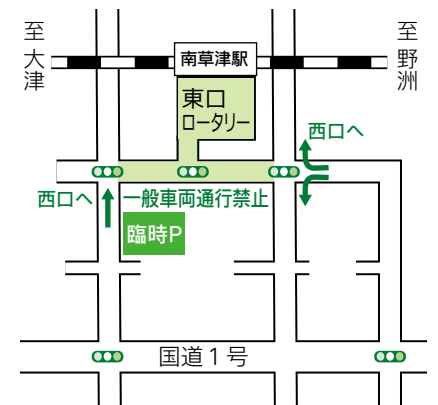 至大津
至野洲
南草津駅
東口
ロータリー
西口へ
西口へ
一般車両通行禁止
臨時P
国道1号